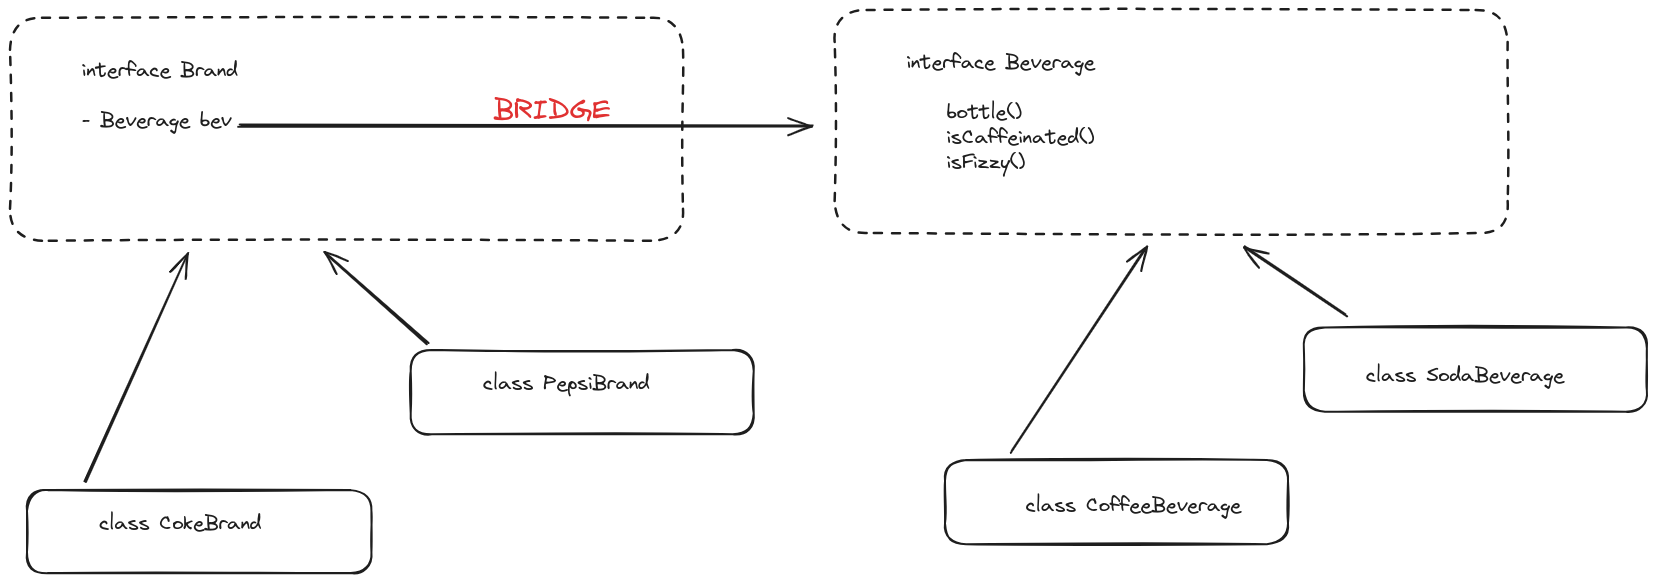 interface Brand
- Beverage bev
BRIDGE
interface Beverage
bottle()
isCaffeinated()
isFizzy()
class PepsiBrand
class CokeBrand
class SodaBeverage
class CoffeeBeverage